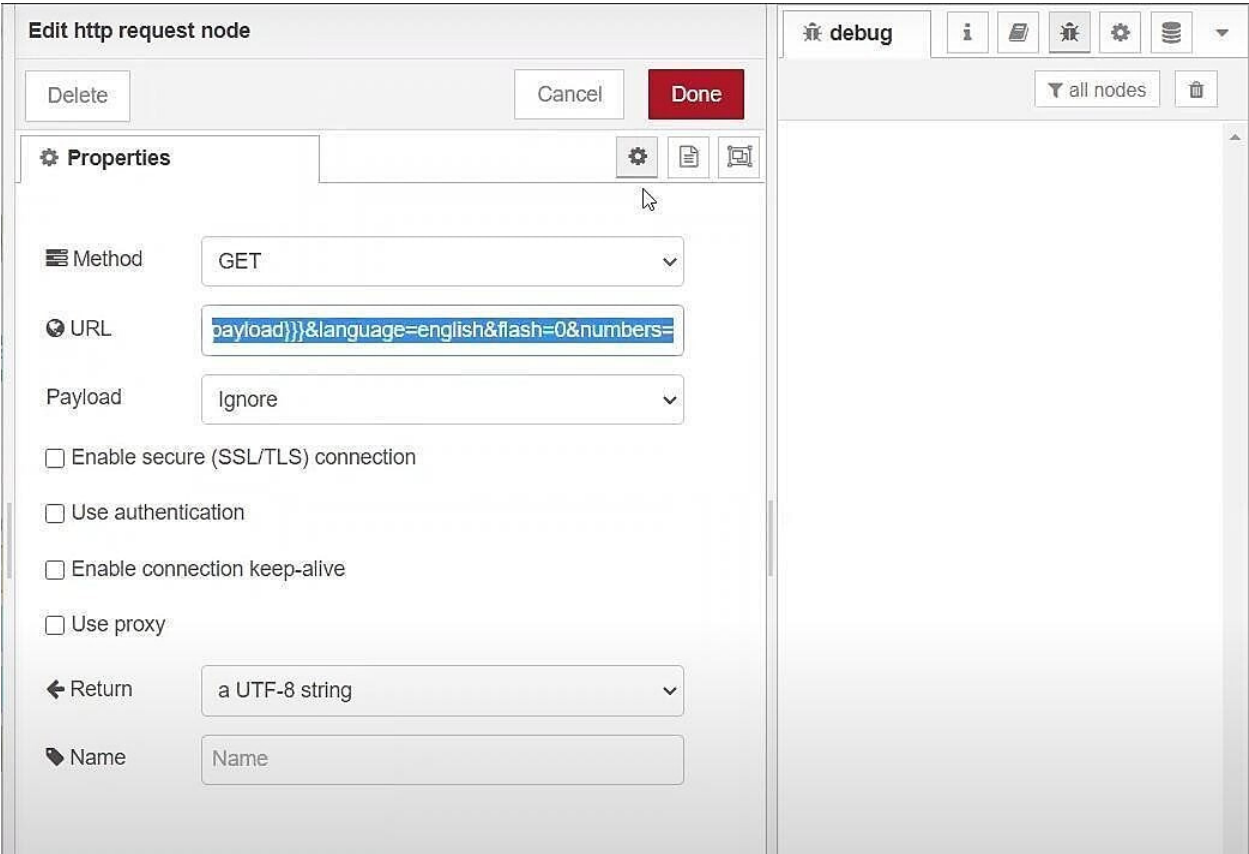 Edit http request node
debug
Delete
Cancel
Done
all nodes
Properties
Method
GET
URL
payload}}}&language=english&flash=0&numbers=
Payload
Ignore
Enable secure (SSL/TLS) connection
Use authentication
Enable connection keep-alive
Use proxy
Return
a UTF-8 string
Name
Name